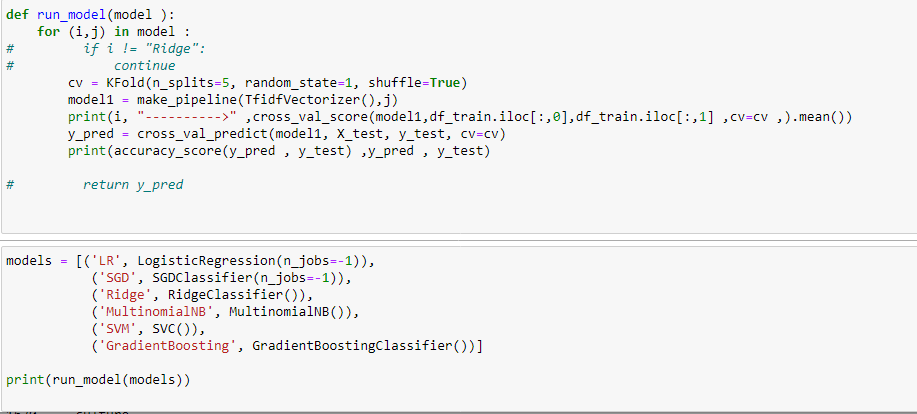 def run_model(model ):
    for (i,j) in model :
#         if i != "Ridge":
#             continue
        cv = KFold(n_splits=5, random_state=1, shuffle=True)
        model1 = make_pipeline(TfidfVectorizer(),j)
        print(i, "---------->" ,cross_val_score(model1,df_train.iloc[:,0],df_train.iloc[:,1] ,cv=cv ,).mean())
        y_pred = cross_val_predict(model1, X_test, y_test, cv=cv)
        print(accuracy_score(y_pred , y_test) ,y_pred , y_test)
#         return y_pred
models = [('LR', LogisticRegression(n_jobs=-1)),
          ('SGD', SGDClassifier(n_jobs=-1)),
          ('Ridge', RidgeClassifier()),
          ('MultinomialNB', MultinomialNB()),
          ('SVM', SVC()),
          ('GradientBoosting', GradientBoostingClassifier())]
print(run_model(models))